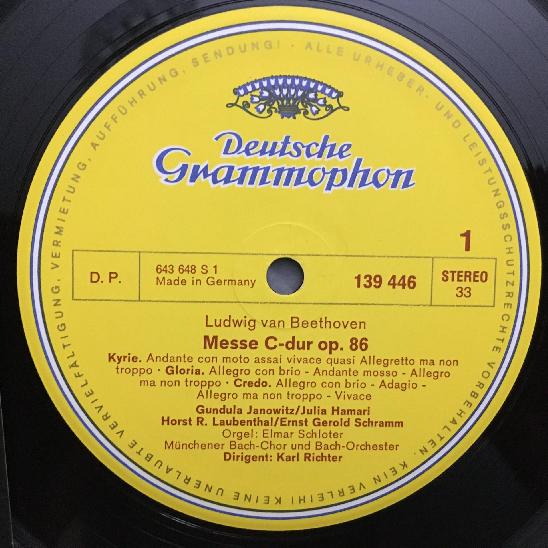 Deutsche
Grammophon
1
D. P.
643 648 S 1
Made in Germany
139 446
STEREO
33
Ludwig van Beethoven
Messe C-dur op. 86
Kyrie. Andante con moto assai vivace quasi Allegretto ma non
troppo · Gloria. Allegro con brio - Andante mosso - Allegro
ma non troppo · Credo. Allegro con brio - Adagio -
Allegro ma non troppo - Vivace
Gundula Janowitz/Julia Hamari
Horst R. Laubenthal/Ernst Gerold Schramm
Orgel: Elmar Schloter
Münchener Bach-Chor und Bach-Orchester
Dirigent: Karl Richter
ALLE URHEBER- UND LEISTUNGSSCHUTZRECHTE VORBEHALTEN. KEIN VERLEIH! KEINE UNERLAUBTE VERVIELFÄLTIGUNG, VERMIETUNG, AUFFÜHRUNG, SENDUNG!